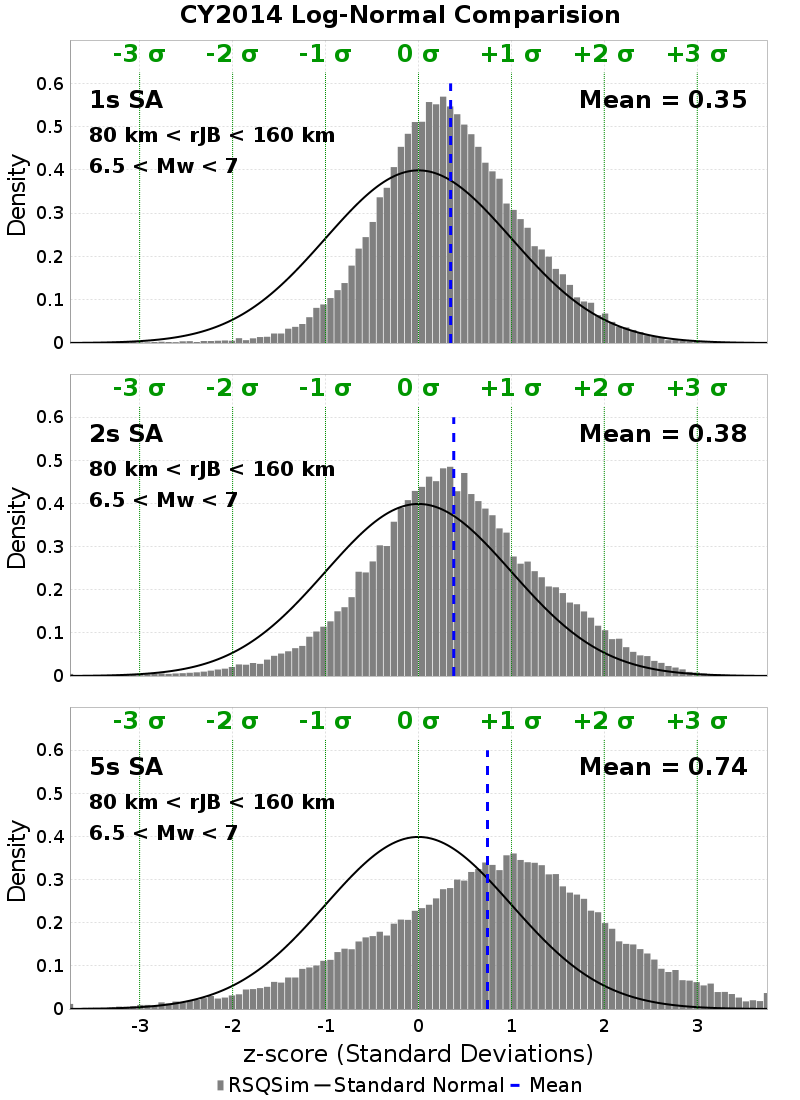 CY2014 Log-Normal Comparision
-3 σ -2 σ -1 σ 0 σ +1 σ +2 σ +3 σ
0.6
1s SA Mean = 0.35
0.5
80 km < rJB < 160 km
6.5 < Mw < 7
0.4
0.3
0.2
0.1
0
Density
-3 σ -2 σ -1 σ 0 σ +1 σ +2 σ +3 σ
0.6
2s SA Mean = 0.38
0.5
80 km < rJB < 160 km
6.5 < Mw < 7
0.4
0.3
0.2
0.1
0
Density
-3 σ -2 σ -1 σ 0 σ +1 σ +2 σ +3 σ
0.6
5s SA Mean = 0.74
0.5
80 km < rJB < 160 km
6.5 < Mw < 7
0.4
0.3
0.2
0.1
0
Density
-3 -2 -1 0 1 2 3
z-score (Standard Deviations)
RSQSim Standard Normal Mean